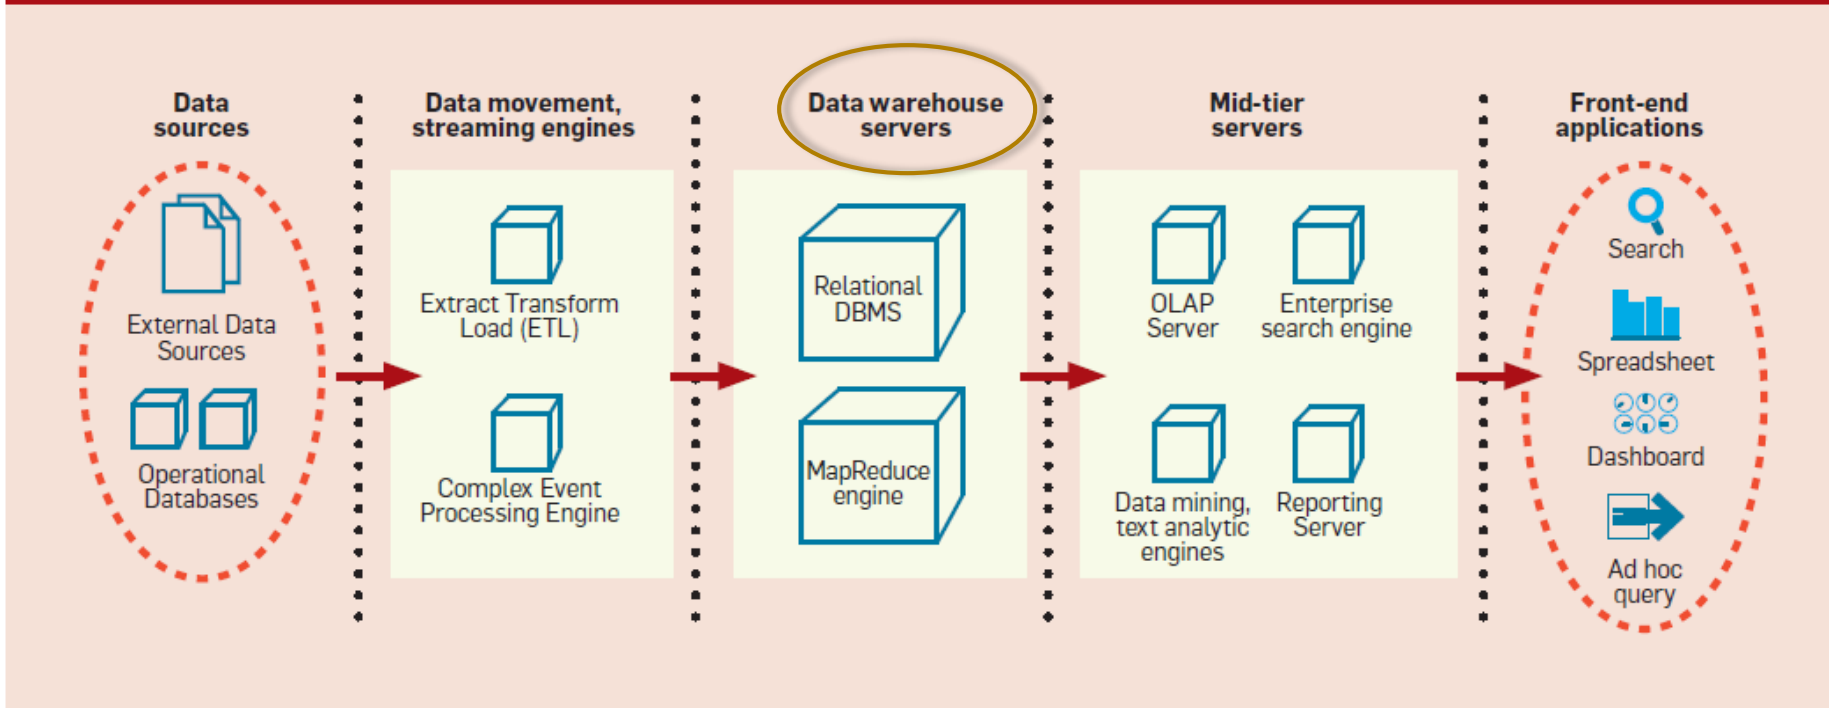 Data
sources
External Data
Sources
Operational
Databases
Data movement,
streaming engines
Extract Transform
Load (ETL)
Complex Event
Processing Engine
Data warehouse
servers
Relational
DBMS
MapReduce
engine
Mid-tier
servers
OLAP
Server
Enterprise
search engine
Data mining,
text analytic
engines
Reporting
Server
Front-end
applications
Search
Spreadsheet
Dashboard
Ad hoc
query